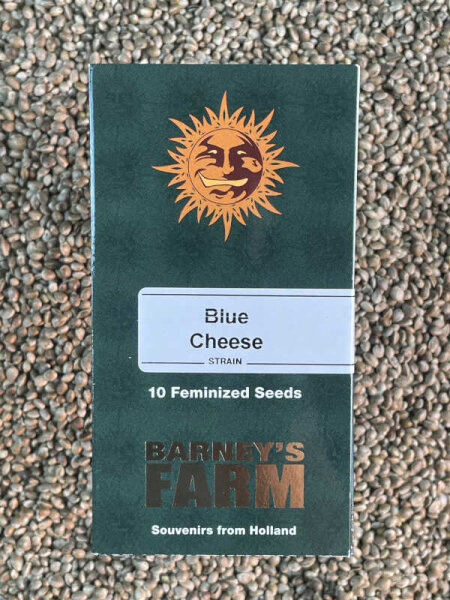 Blue
Cheese
STRAIN
10 Feminized Seeds
BARNEY'S
FARM
Souvenirs from Holland